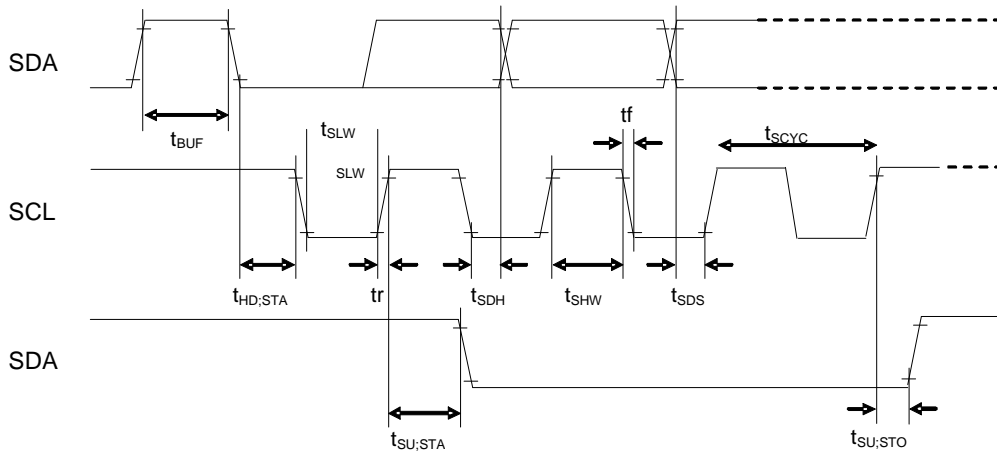 SDA
tBUF
tSLW
SLW
tf
tSCYC
SCL
tHD;STA
tr
tSDH
tSHW
tSDS
SDA
tSU;STA
tSU;STO